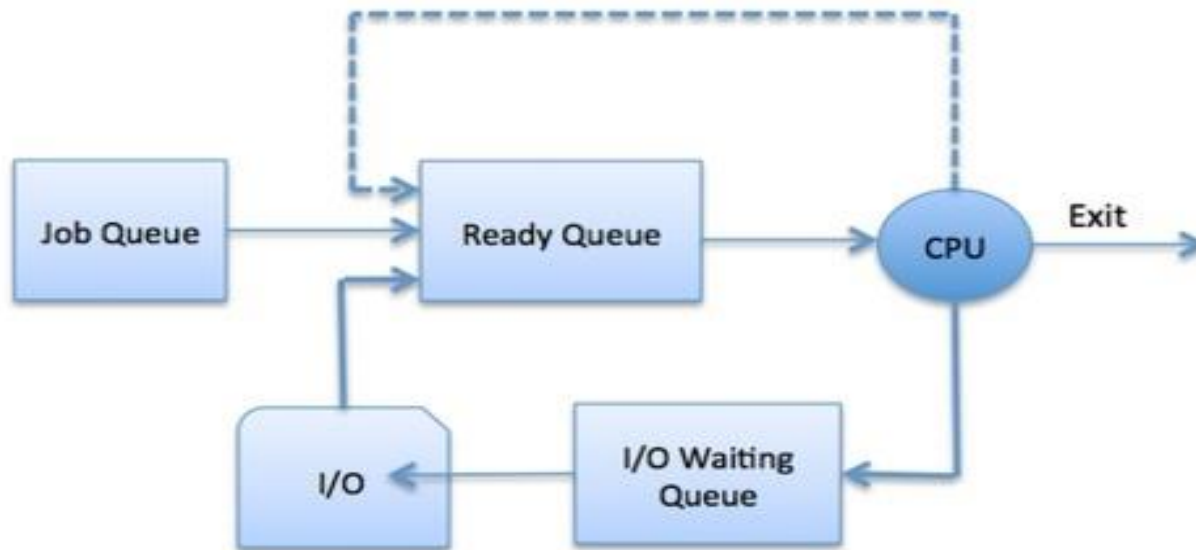 Job Queue
Ready Queue
CPU
Exit
I/O
I/O Waiting
Queue